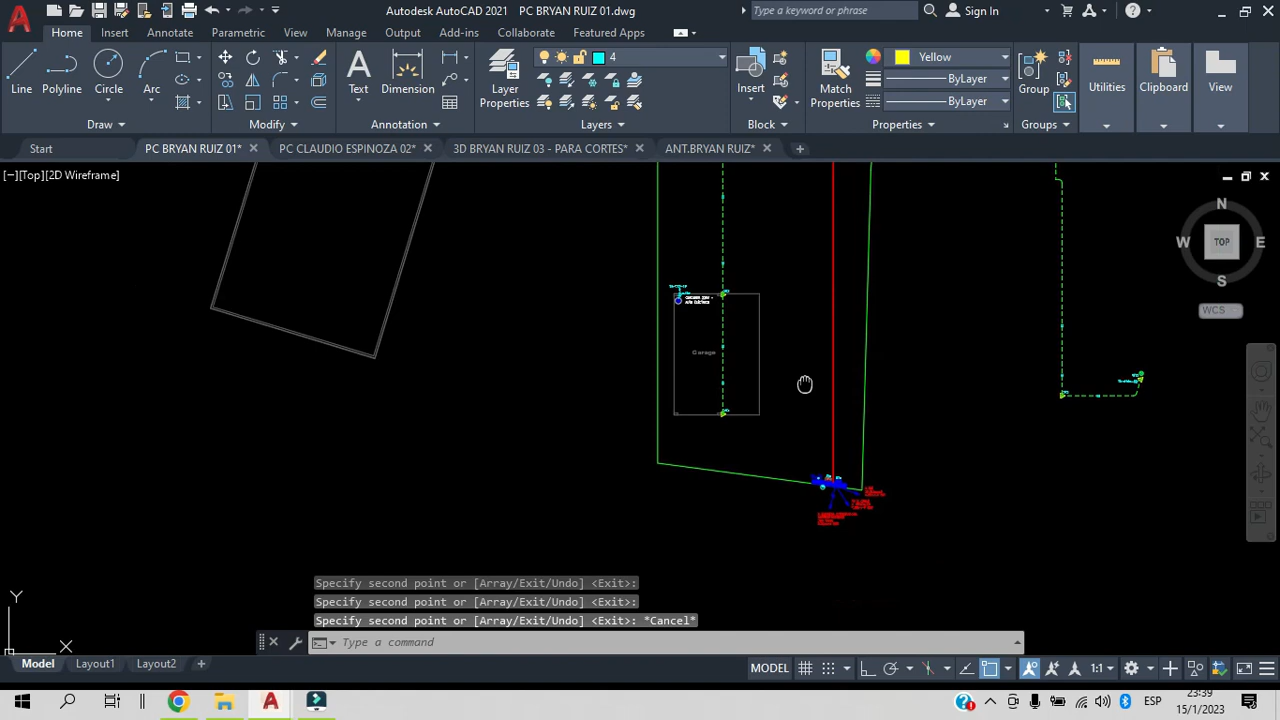 Autodesk AutoCAD 2021 PC BRYAN RUIZ 01.dwg
Type a keyword or phrase
Sign In
Home Insert Annotate Parametric View Manage Output Add-ins Collaborate Featured Apps
Line Polyline Circle Arc
Text Dimension
Layer Properties
4
Insert
Match Properties
Yellow
ByLayer
ByLayer
Group
Utilities Clipboard View
Draw Modify Annotation Layers Block Properties Groups
Start PC BRYAN RUIZ 01* PC CLAUDIO ESPINOZA 02* 3D BRYAN RUIZ 03 - PARA CORTES* ANT.BRYAN RUIZ*
[−][Top][2D Wireframe]
N
W TOP E
S
WCS
Garage
Specify second point or [Array/Exit/Undo] <Exit>:
Specify second point or [Array/Exit/Undo] <Exit>:
Specify second point or [Array/Exit/Undo] <Exit>: *Cancel*
Y
X
Type a command
Model Layout1 Layout2
MODEL
1:1
ESP
23:39
15/1/2023